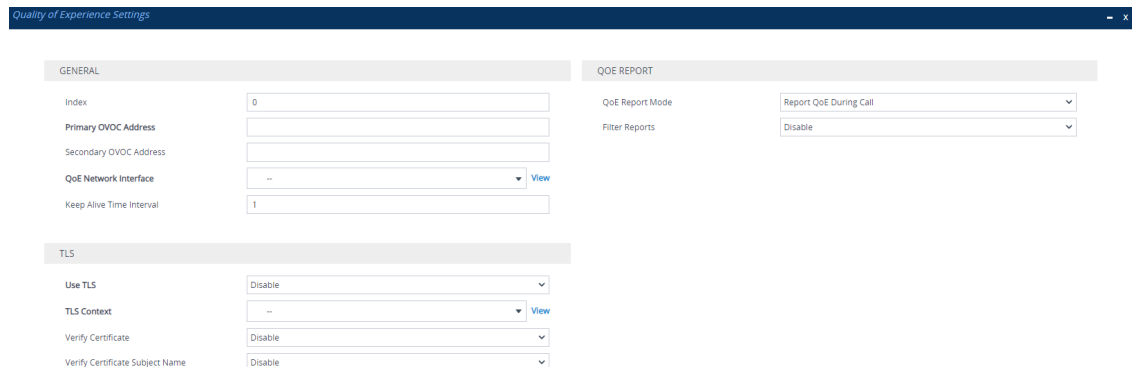 Quality of Experience Settings
– x
GENERAL
Index 0
Primary OVOC Address
Secondary OVOC Address
QoE Network Interface -- View
Keep Alive Time Interval 1
TLS
Use TLS Disable
TLS Context -- View
Verify Certificate Disable
Verify Certificate Subject Name Disable
QOE REPORT
QoE Report Mode Report QoE During Call
Filter Reports Disable